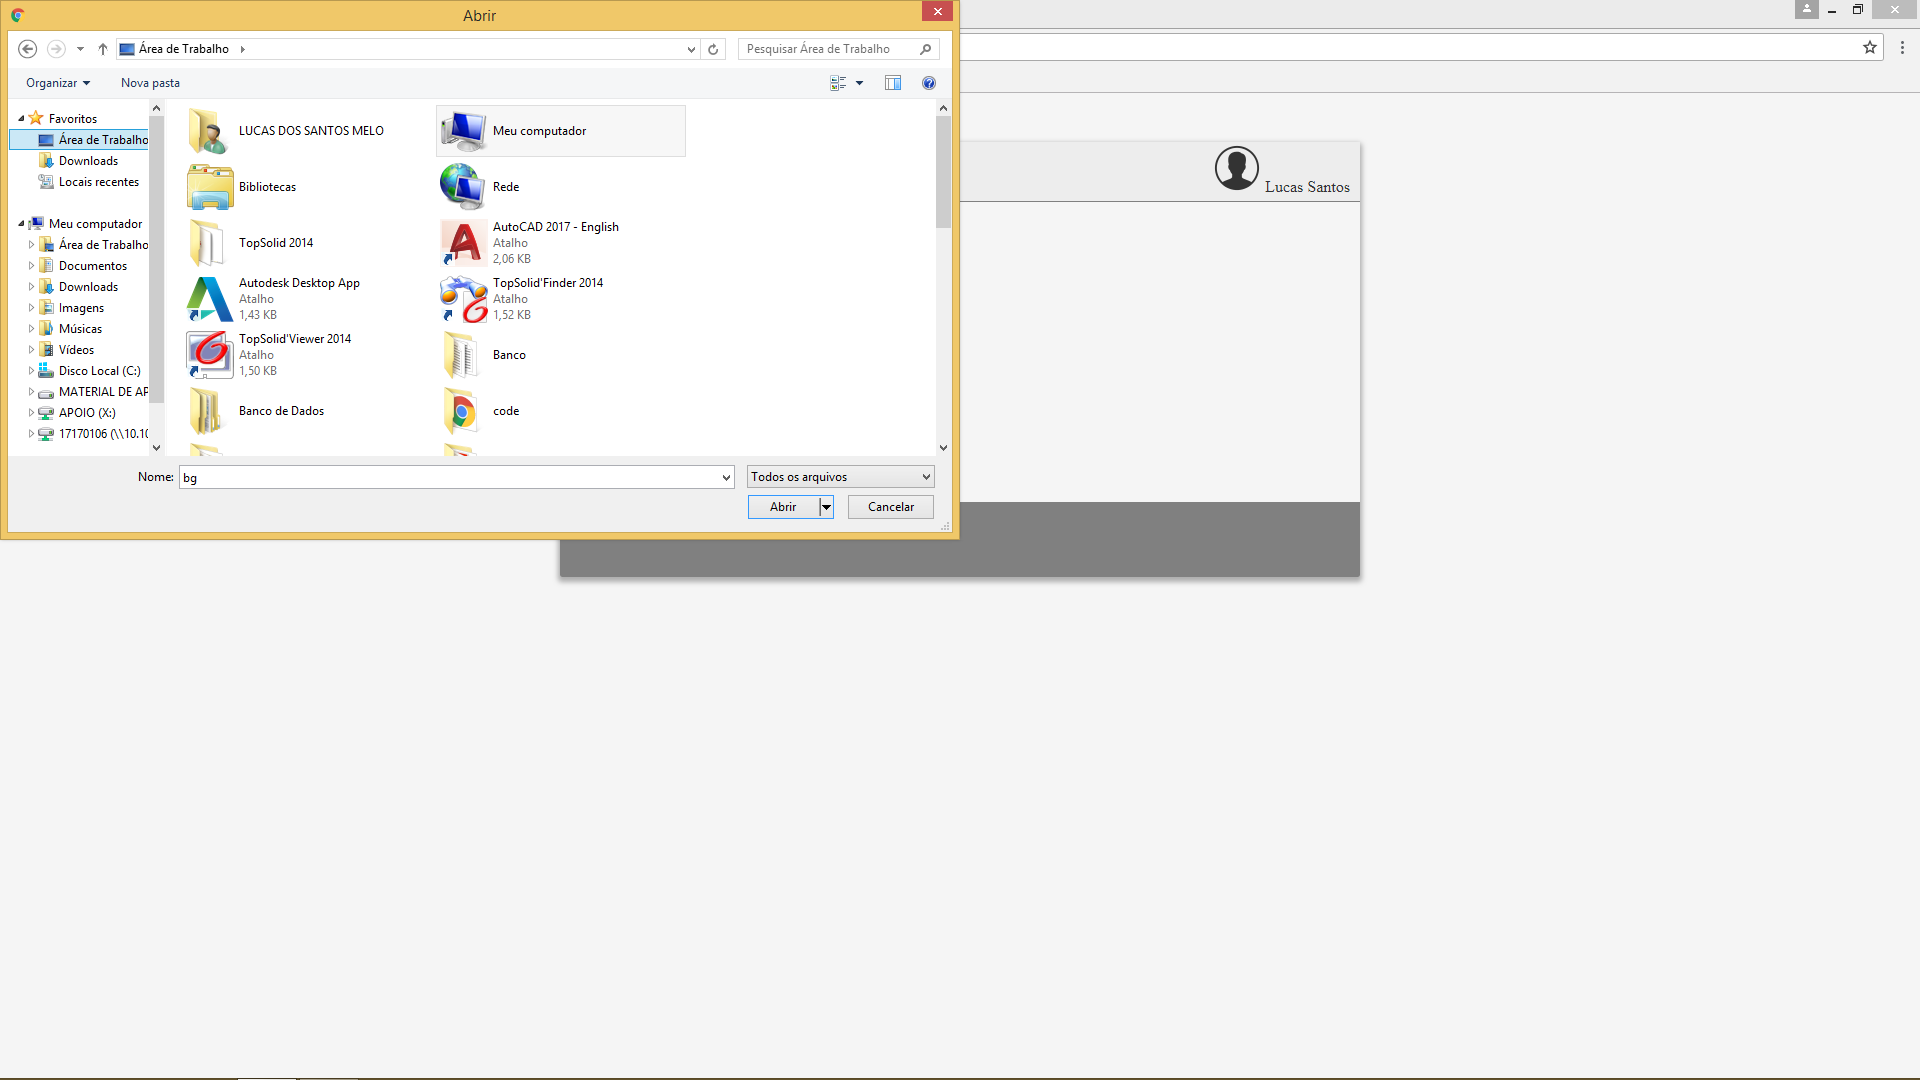 Abrir
Área de Trabalho
Pesquisar Área de Trabalho
Organizar
Nova pasta
Favoritos
Área de Trabalho
Downloads
Locais recentes
Meu computador
Área de Trabalho
Documentos
Downloads
Imagens
Músicas
Vídeos
Disco Local (C:)
MATERIAL DE AP
APOIO (X:)
17170106 (\\10.10
LUCAS DOS SANTOS MELO
Meu computador
Bibliotecas
Rede
TopSolid 2014
AutoCAD 2017 - English
Atalho
2,06 KB
Autodesk Desktop App
Atalho
1,43 KB
TopSolid'Finder 2014
Atalho
1,52 KB
TopSolid'Viewer 2014
Atalho
1,50 KB
Banco
Banco de Dados
code
Nome: bg
Todos os arquivos
Abrir
Cancelar
Lucas Santos